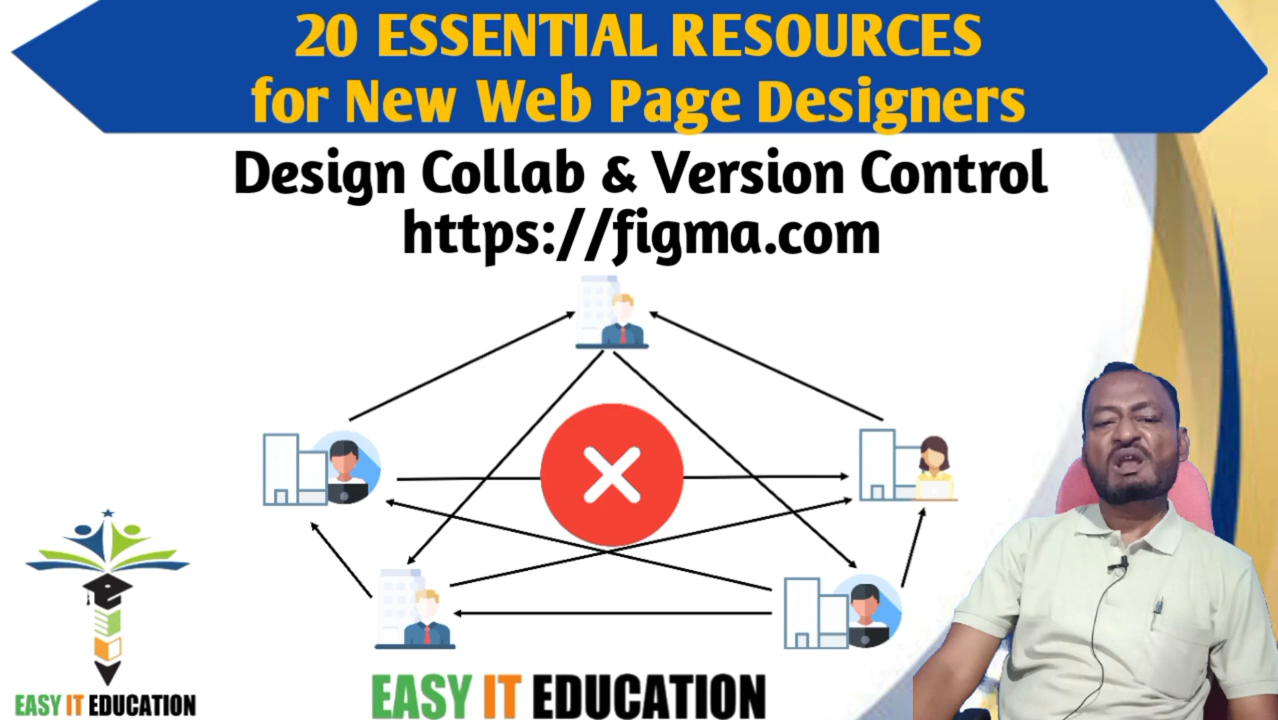 20 ESSENTIAL RESOURCES
for New Web Page Designers
Design Collab & Version Control
https://figma.com
EASY IT EDUCATION
EASY IT EDUCATION